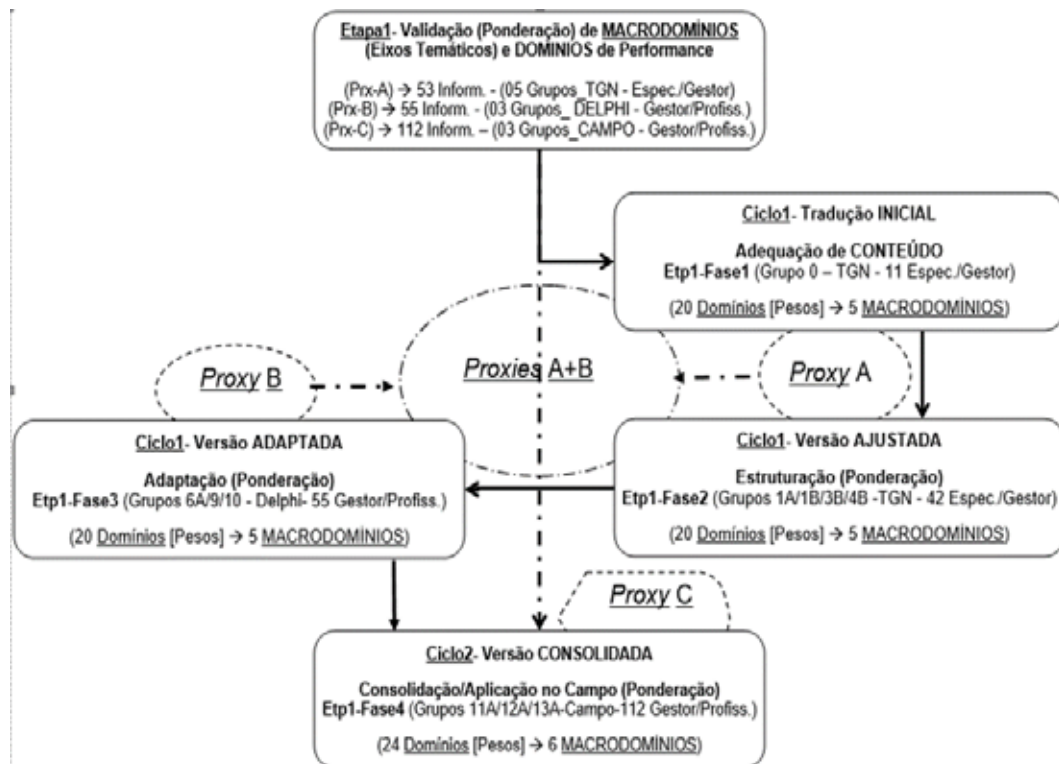 Etapa1- Validação (Ponderação) de MACRODOMÍNIOS
(Eixos Temáticos) e DOMINIOS de Performance
(Prx-A) → 53 Inform. - (05 Grupos_TGN - Espec./Gestor)
(Prx-B) → 55 Inform. - (03 Grupos_ DELPHI - Gestor/Profiss.)
(Prx-C) → 112 Inform. – (03 Grupos_CAMPO - Gestor/Profiss.)
Ciclo1- Tradução INICIAL
Adequação de CONTEÚDO
Etp1-Fase1 (Grupo 0 – TGN - 11 Espec./Gestor)
(20 Domínios [Pesos] → 5 MACRODOMÍNIOS)
Proxy B
Proxies A+B
Proxy A
Ciclo1- Versão ADAPTADA
Adaptação (Ponderação)
Etp1-Fase3 (Grupos 6A/9/10 - Delphi- 55 Gestor/Profiss.)
(20 Domínios [Pesos] → 5 MACRODOMÍNIOS)
Ciclo1- Versão AJUSTADA
Estruturação (Ponderação)
Etp1-Fase2 (Grupos 1A/1B/3B/4B -TGN - 42 Espec./Gestor)
(20 Domínios [Pesos] → 5 MACRODOMÍNIOS)
Proxy C
Ciclo2- Versão CONSOLIDADA
Consolidação/Aplicação no Campo (Ponderação)
Etp1-Fase4 (Grupos 11A/12A/13A-Campo-112 Gestor/Profiss.)
(24 Domínios [Pesos] → 6 MACRODOMÍNIOS)